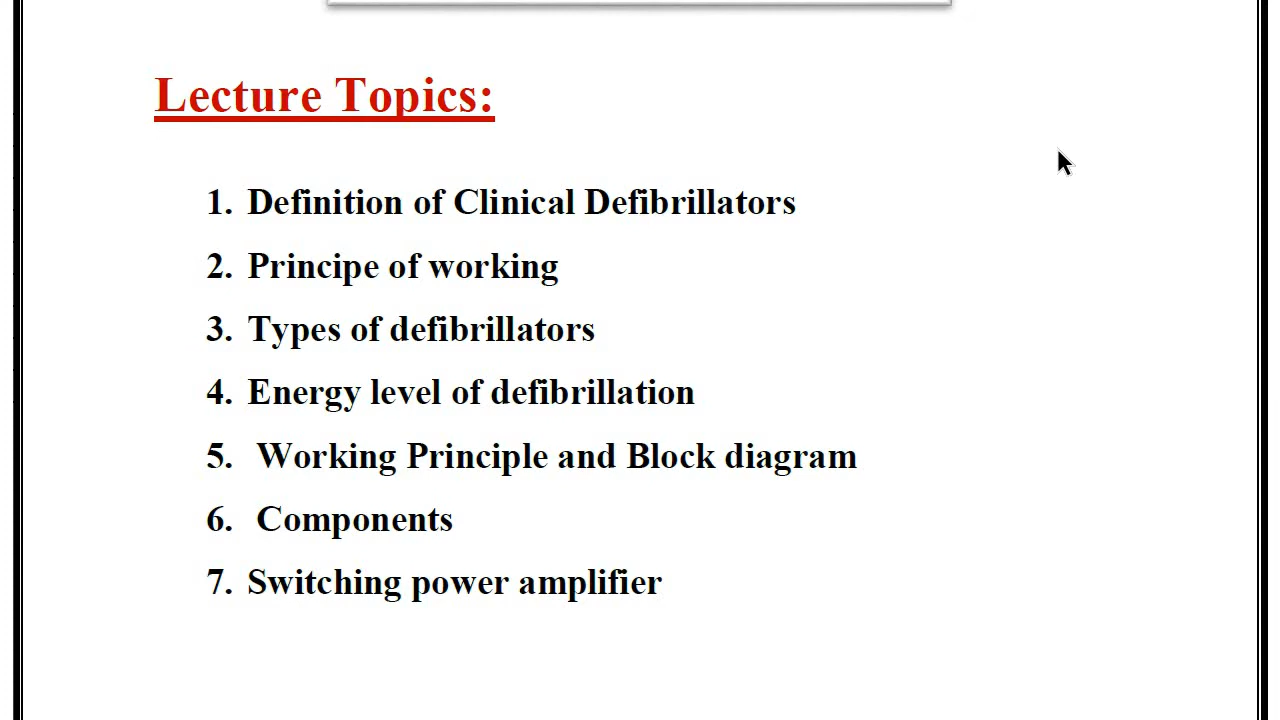 Lecture Topics:
1. Definition of Clinical Defibrillators
2. Principe of working
3. Types of defibrillators
4. Energy level of defibrillation
5. Working Principle and Block diagram
6. Components
7. Switching power amplifier